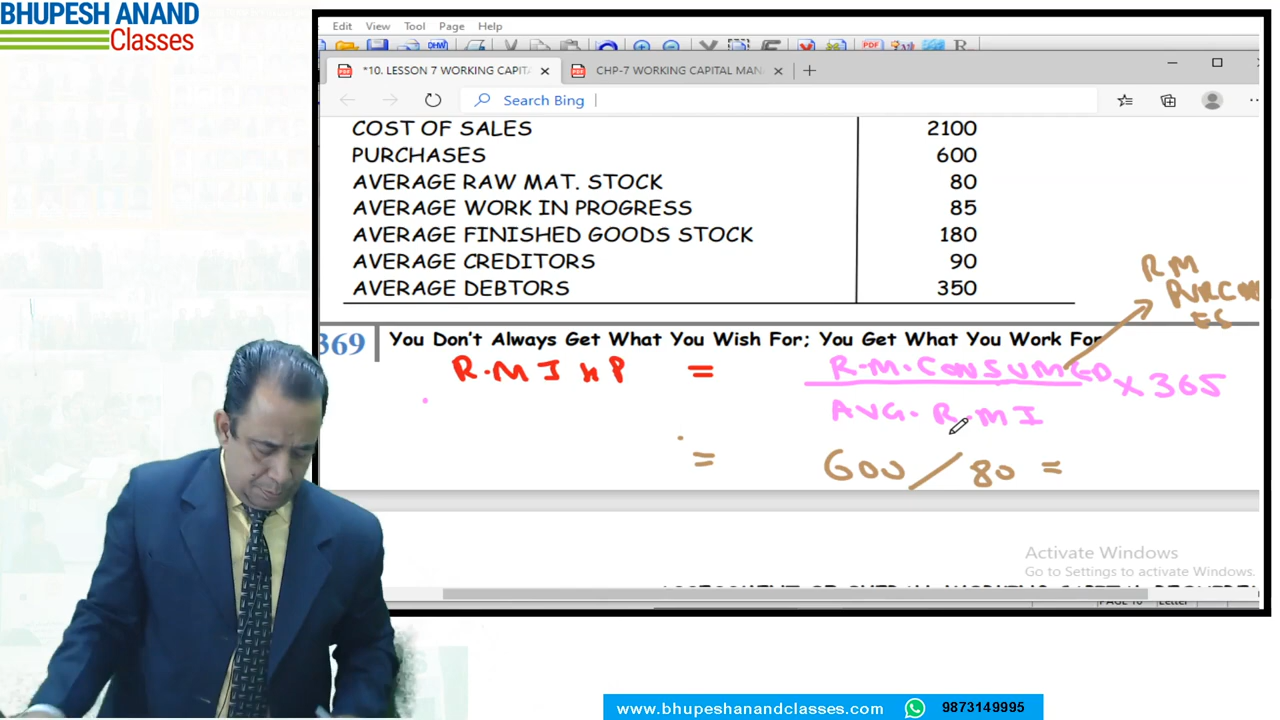 BHUPESH ANAND
Classes
Edit View Tool Page Help
*10. LESSON 7 WORKING CAPIT CHP-7 WORKING CAPITAL MAN
Search Bing
COST OF SALES 2100
PURCHASES 600
AVERAGE RAW MAT. STOCK 80
AVERAGE WORK IN PROGRESS 85
AVERAGE FINISHED GOODS STOCK 180
AVERAGE CREDITORS 90
AVERAGE DEBTORS 350
RM
369 You Don't Always Get What You Wish For; You Get What You Work For
R.M I H P = R.M. CONSUMED X 365
AVG. R.M I
= 600/80 =
Activate Windows
Go to Settings to activate Windows.
PAGE 10 Letter
www.bhupeshanandclasses.com 9873149995